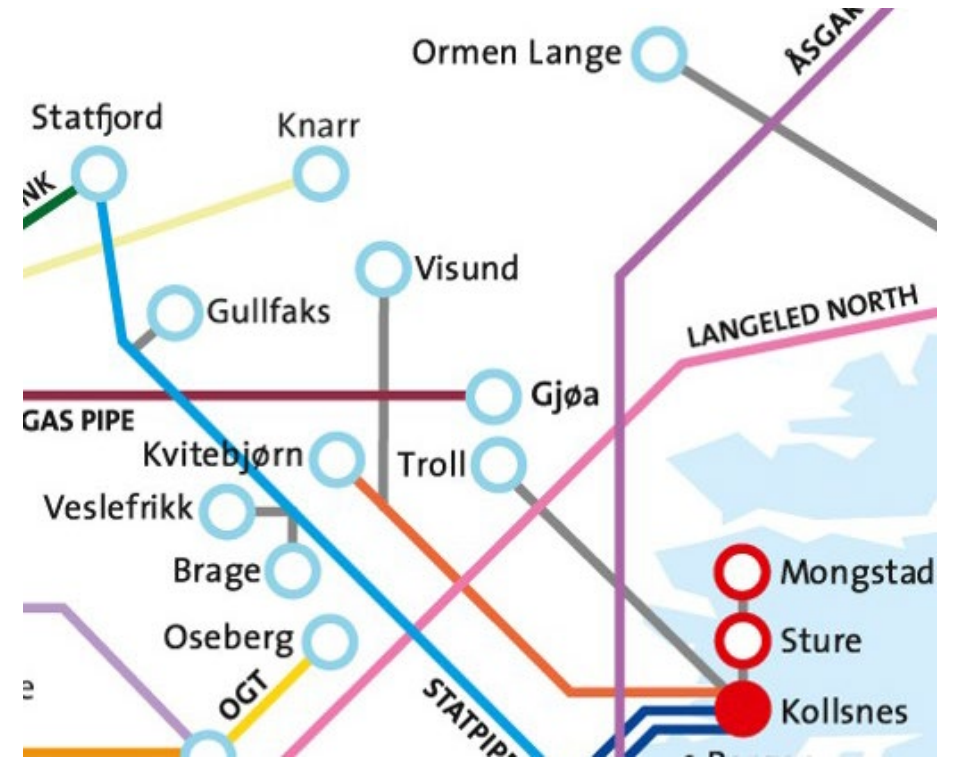 Ormen Lange
ÅSGAR
Statfjord
Knarr
NK
Visund
Gullfaks
LANGELED NORTH
Gjøa
GAS PIPE
Kvitebjørn
Troll
Veslefrikk
Brage
Mongstad
Oseberg
Sture
e
OGT
STATPIPE
Kollsnes